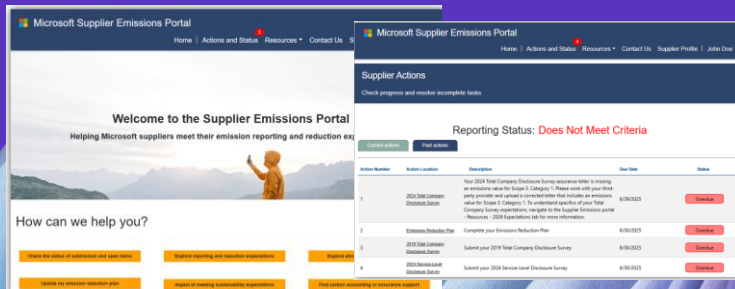 Microsoft Supplier Emissions Portal
Home | Actions and Status Resources Contact Us S
Welcome to the Supplier Emissions Portal
Helping Microsoft suppliers meet their emission reporting and reduction exp
How can we help you?
Check the status of submission and open items
Explore reporting and reduction expectations
Explore emi
Update my emission reduction plan
Impact of meeting sustainability expectations
Find carbon accounting or assurance support
Microsoft Supplier Emissions Portal
Home | Actions and Status Resources Contact Us Supplier Profile | John Doe
Supplier Actions
Check progress and resolve incomplete tasks
Reporting Status: Does Not Meet Criteria
Current actions Past actions
Action Number Action Location Description Due Date Status
1 2024 Total Company Disclosure Survey
Your 2024 Total Company Disclosure Survey assurance letter is missing
an emissions value for Scope 3, Category 1. Please work with your third-
party provider and upload a corrected letter that includes an emissions
value for Scope 3, Category 1. To understand specifics of your Total
Company Survey expectations, navigate to the Supplier Emissions portal
- Resources - 2026 Expectations tab for more information.
6/29/2025 Overdue
2 Emissions Reduction Plan Complete your Emissions Reduction Plan 6/30/2025 Overdue
3 2019 Total Company Disclosure Survey Submit your 2019 Total Company Disclosure Survey 6/30/2025 Overdue
4 2024 Service Level Disclosure Survey Submit your 2024 Service-Level Disclosure Survey 6/30/2025 Overdue